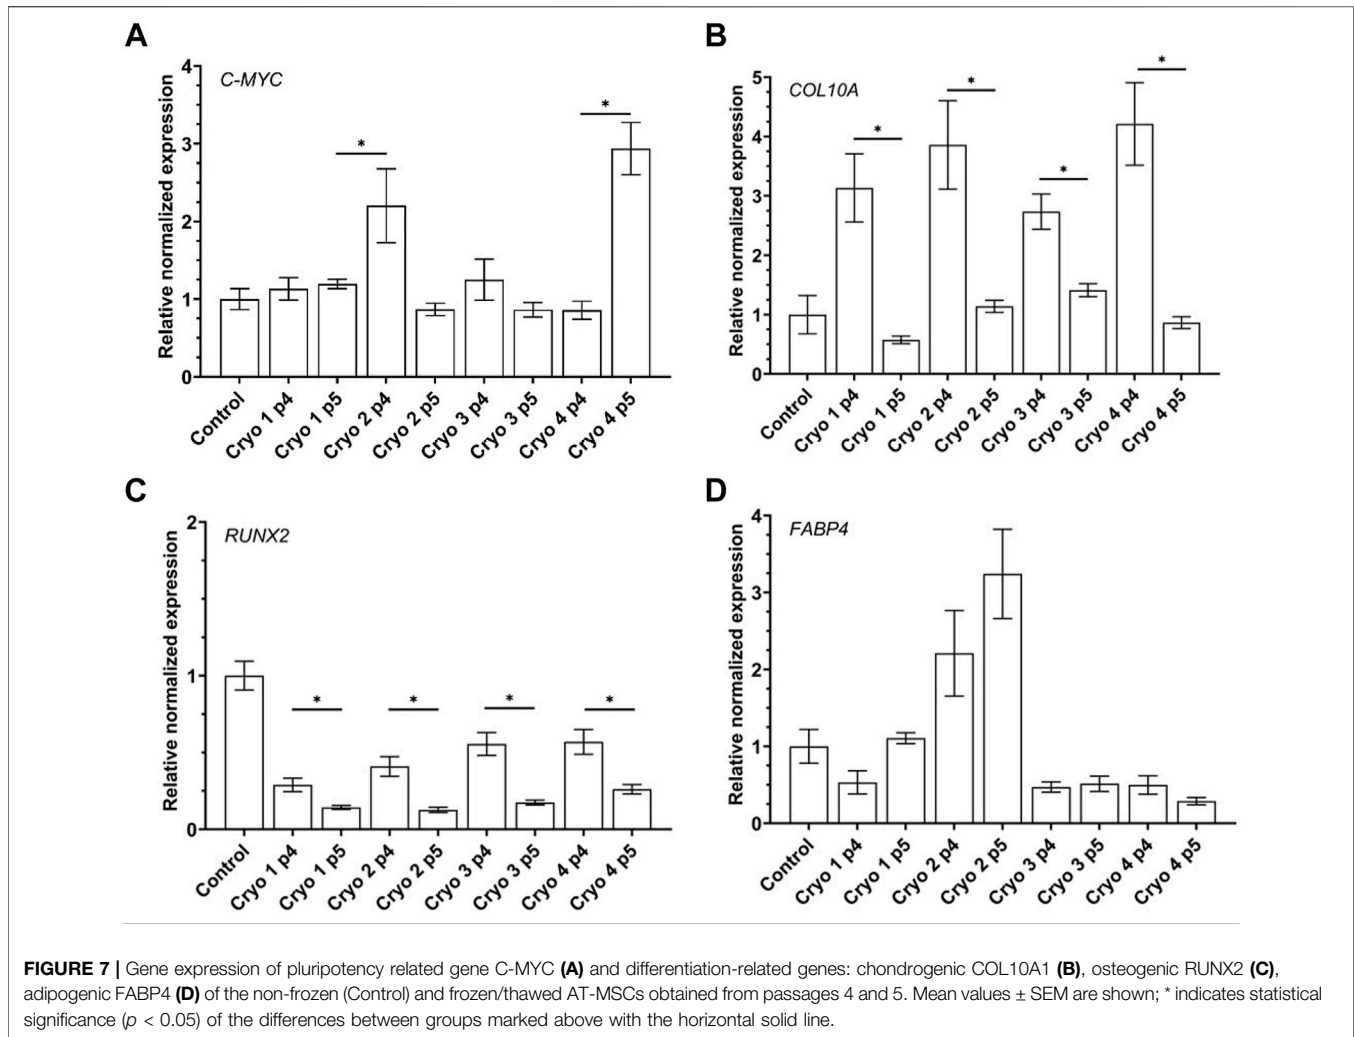 A
C-MYC
Relative normalized expression
4
3
2
1
0
*
*
Control
Cryo 1 p4
Cryo 1 p5
Cryo 2 p4
Cryo 2 p5
Cryo 3 p4
Cryo 3 p5
Cryo 4 p4
Cryo 4 p5
B
COL10A
Relative normalized expression
5
4
3
2
1
0
*
*
*
*
Control
Cryo 1 p4
Cryo 1 p5
Cryo 2 p4
Cryo 2 p5
Cryo 3 p4
Cryo 3 p5
Cryo 4 p4
Cryo 4 p5
C
RUNX2
Relative normalized expression
2
1
0
*
*
*
*
Control
Cryo 1 p4
Cryo 1 p5
Cryo 2 p4
Cryo 2 p5
Cryo 3 p4
Cryo 3 p5
Cryo 4 p4
Cryo 4 p5
D
FABP4
Relative normalized expression
4
3
2
1
0
Control
Cryo 1 p4
Cryo 1 p5
Cryo 2 p4
Cryo 2 p5
Cryo 3 p4
Cryo 3 p5
Cryo 4 p4
Cryo 4 p5
FIGURE 7 | Gene expression of pluripotency related gene C-MYC (A) and differentiation-related genes: chondrogenic COL10A1 (B), osteogenic RUNX2 (C),
adipogenic FABP4 (D) of the non-frozen (Control) and frozen/thawed AT-MSCs obtained from passages 4 and 5. Mean values ± SEM are shown; * indicates statistical
significance (p < 0.05) of the differences between groups marked above with the horizontal solid line.